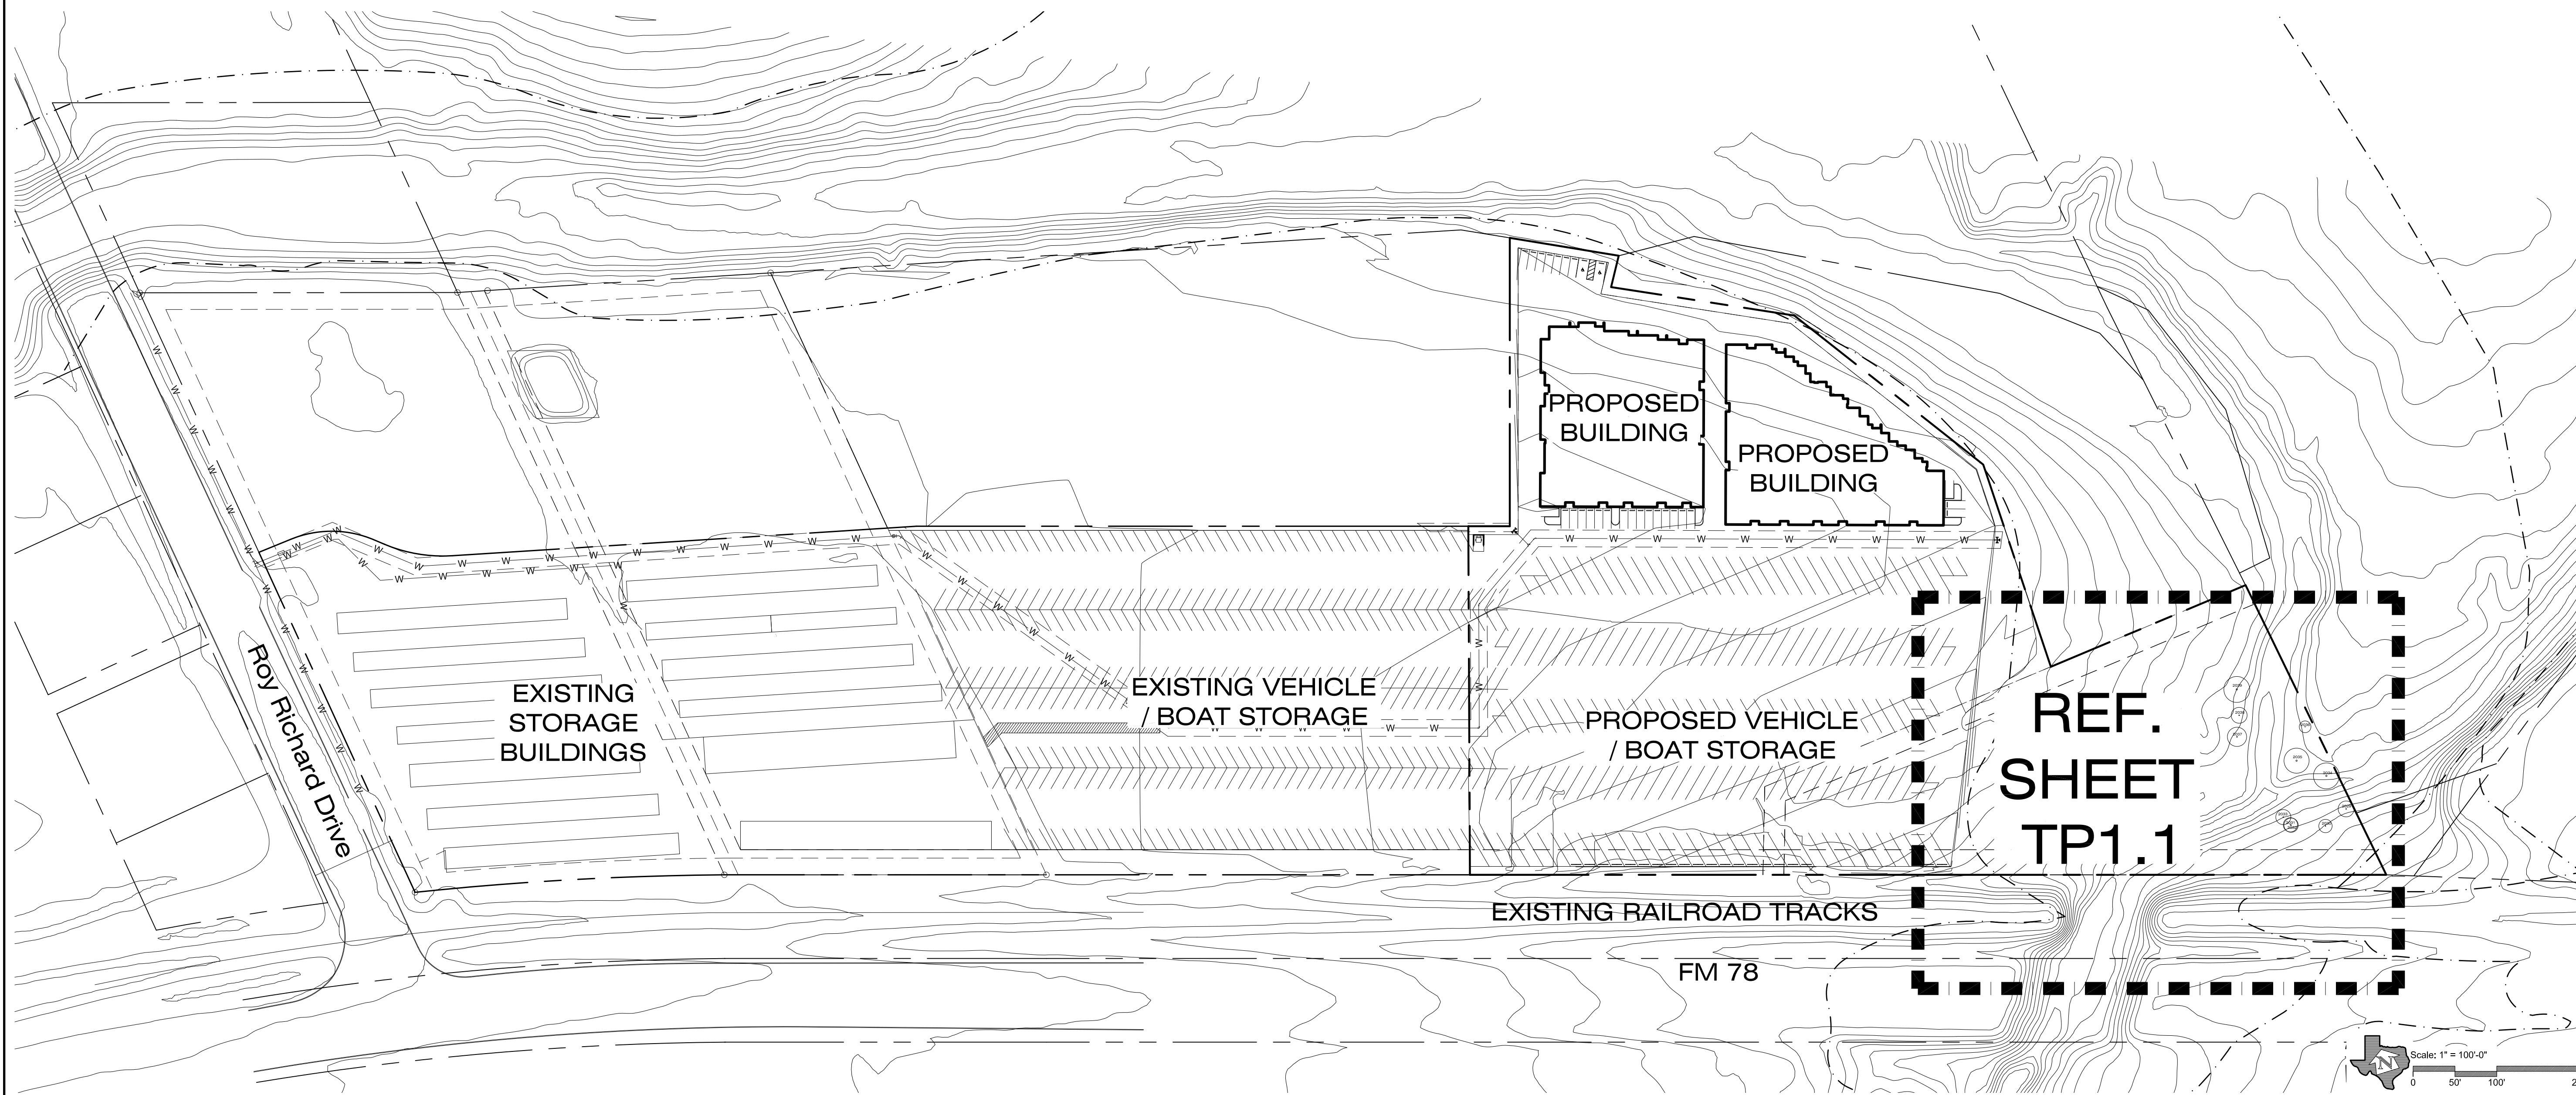 PROPOSED
BUILDING
PROPOSED
BUILDING
Roy Richard Drive
EXISTING
STORAGE
BUILDINGS
EXISTING VEHICLE
/ BOAT STORAGE
PROPOSED VEHICLE
/ BOAT STORAGE
REF.
SHEET
TP1.1
EXISTING RAILROAD TRACKS
FM 78
N
Scale: 1" = 100'-0"
0 50' 100'